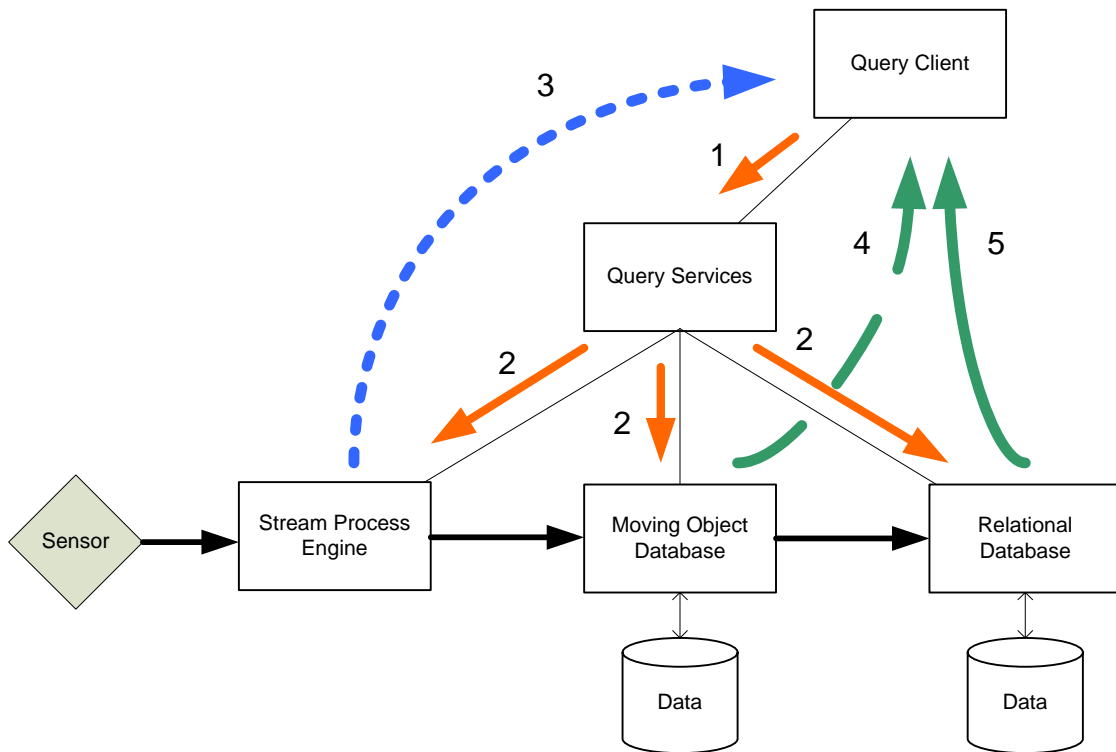 Query Client
3
1
Query Services
4
5
2
2
2
Sensor
Stream Process
Engine
Moving Object
Database
Relational
Database
Data
Data